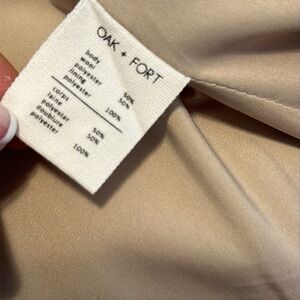 OAK + FORT
body
wool 50%
polyester 50%
lining
polyester 100%
corps
laine 50%
polyester 50%
doublure
polyester 100%